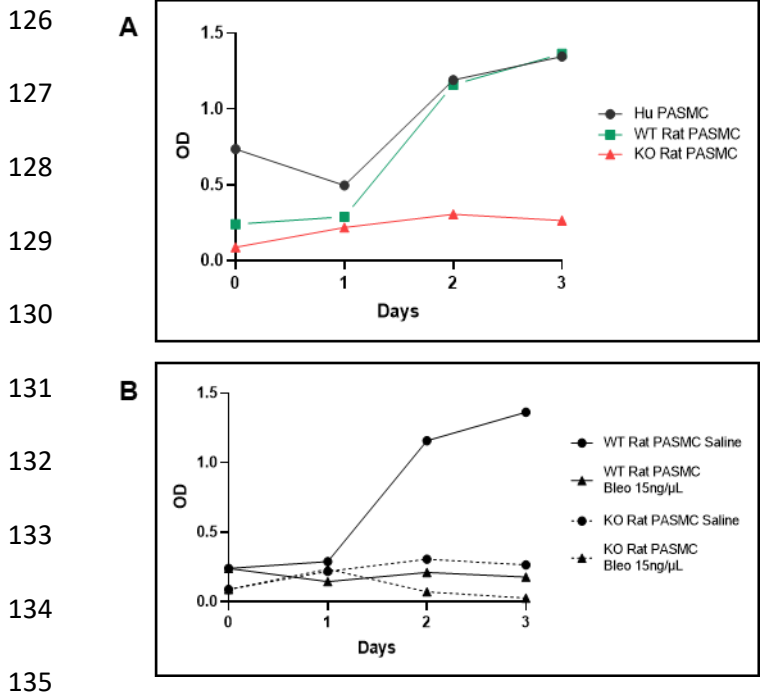 126
127
128
129
130
131
132
133
134
135
A
1.5
1.0
0.5
0.0
OD
0 1 2 3
Days
Hu PASMC
WT Rat PASMC
KO Rat PASMC
B
1.5
1.0
0.5
0.0
OD
0 1 2 3
Days
WT Rat PASMC Saline
WT Rat PASMC
Bleo 15ng/µL
KO Rat PASMC Saline
KO Rat PASMC
Bleo 15ng/µL